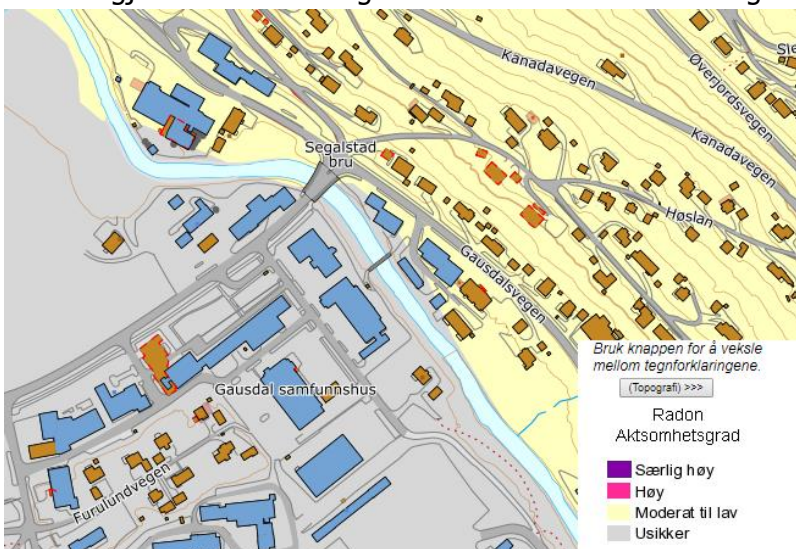 Kanadavegen
Øverjordsvegen
Kanadavegen
Segalstad
bru
Høslan
Gausdalsvegen
Gausdal samfunnshus
Furulundvegen
Bruk knappen for å veksle
mellom tegnforklaringene.
(Topografi) >>>
Radon
Aktsomhetsgrad
Særlig høy
Høy
Moderat til lav
Usikker